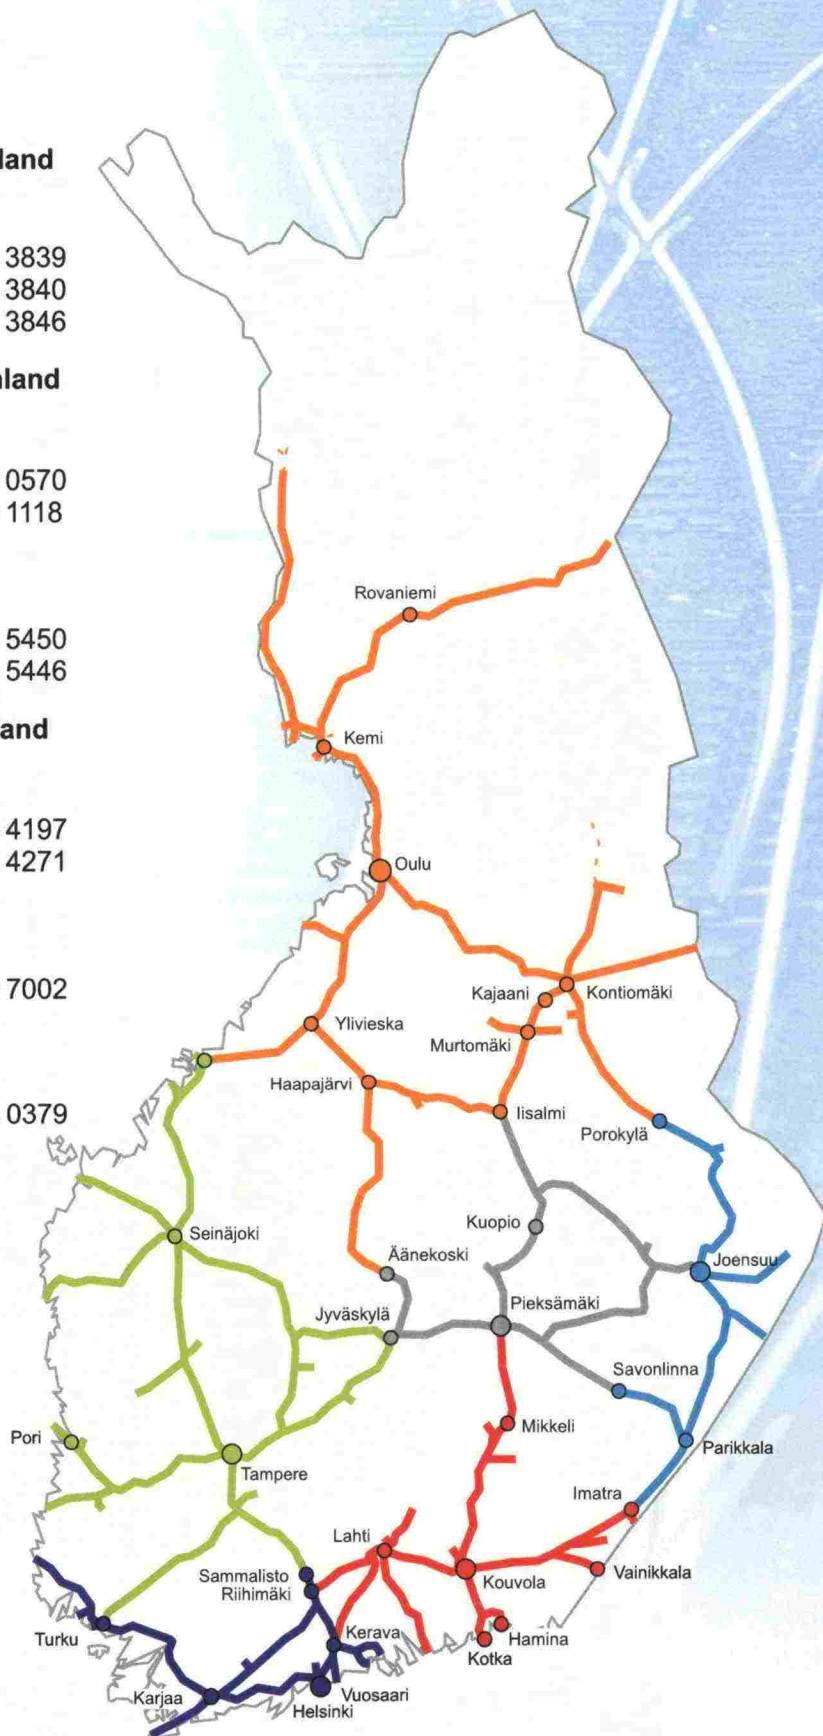 land
3839
3840
3846
land
0570
1118
5450
5446
and
4197
4271
7002
0379
Rovaniemi
Kemi
Oulu
Kajaani
Kontiomäki
Ylivieska
Murtomäki
Haapajärvi
Iisalmi
Porokylä
Kuopio
Seinäjoki
Äänekoski
Joensuu
Pieksämäki
Jyväskylä
Savonlinna
Mikkeli
Pori
Parikkala
Tampere
Imatra
Lahti
Sammalisto
Riihimäki
Kouvola
Vainikkala
Kerava
Hamina
Turku
Kotka
Karjaa
Vuosaari
Helsinki